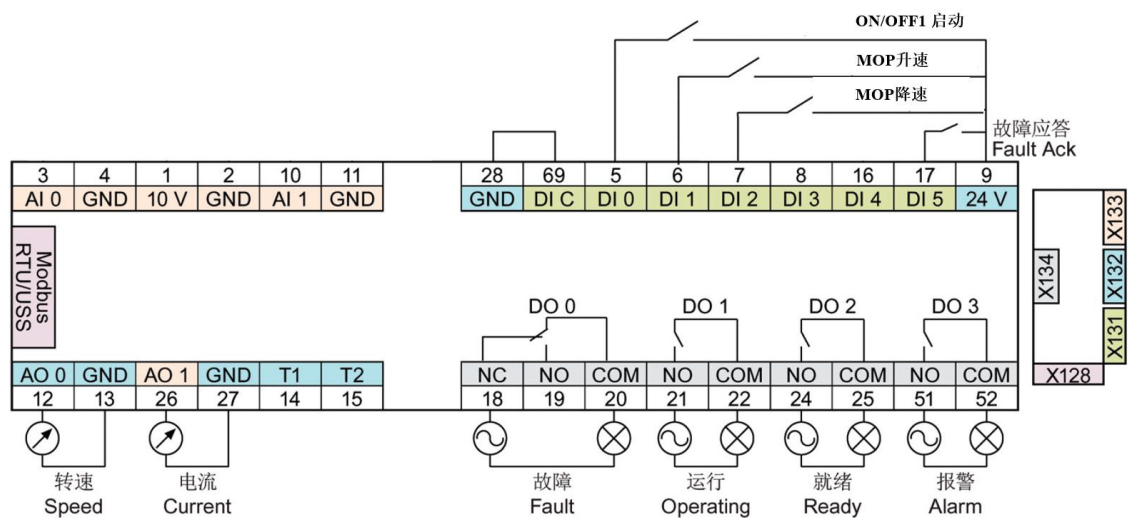 ON/OFF1 启动
MOP升速
MOP降速
故障应答
Fault Ack
3 4 1 2 10 11 28 69 5 6 7 8 16 17 9
AI 0 GND 10 V GND AI 1 GND GND DI C DI 0 DI 1 DI 2 DI 3 DI 4 DI 5 24 V
Modbus
RTU/USS
X133
X134
X132
X131
X128
DO 0 DO 1 DO 2 DO 3
AO 0 GND AO 1 GND T1 T2 NC NO COM NO COM NO COM NO COM
12 13 26 27 14 15 18 19 20 21 22 24 25 51 52
转速 电流 故障 运行 就绪 报警
Speed Current Fault Operating Ready Alarm